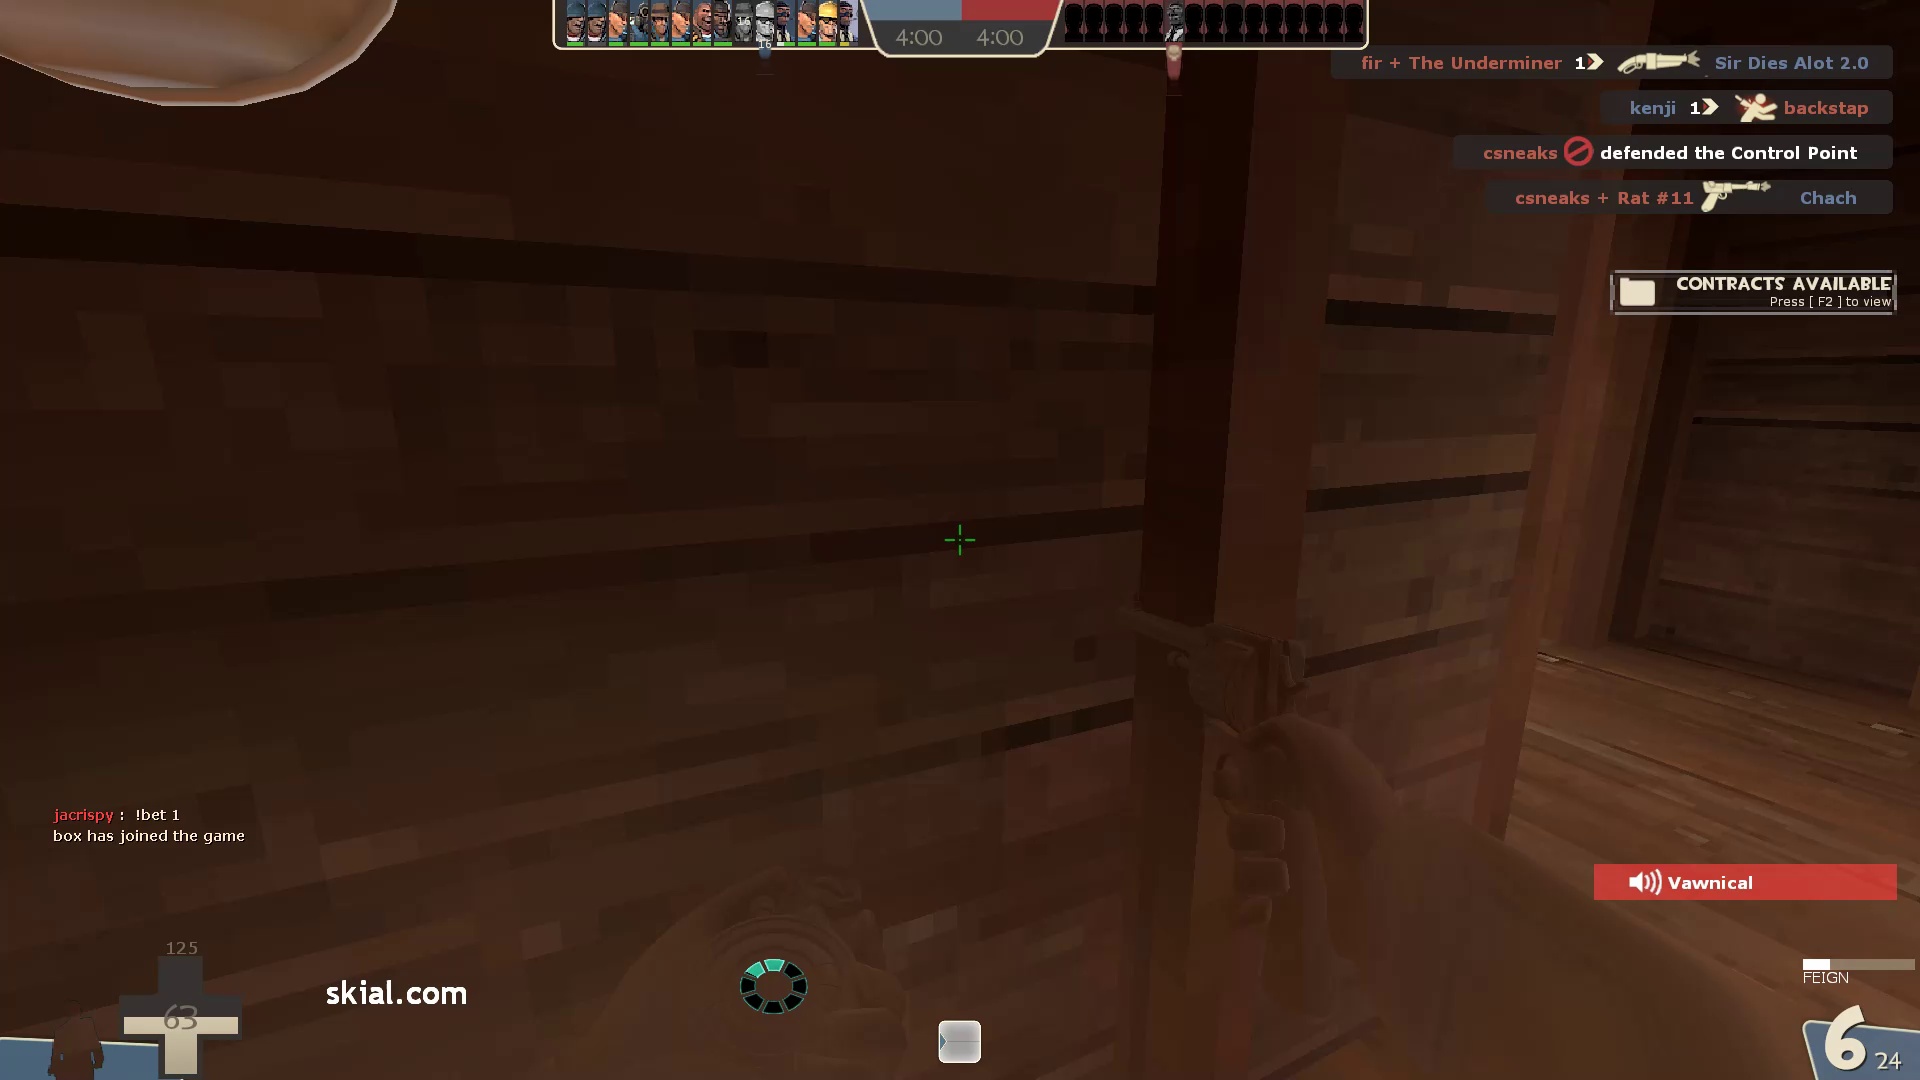 16
4:00 4:00
fir + The Underminer 1 Sir Dies Alot 2.0
kenji 1 backstap
csneaks defended the Control Point
csneaks + Rat #11 Chach
CONTRACTS AVAILABLE
Press [ F2 ] to view
jacrispy : !bet 1
box has joined the game
Vawnical
125
63
skial.com
FEIGN
6 24